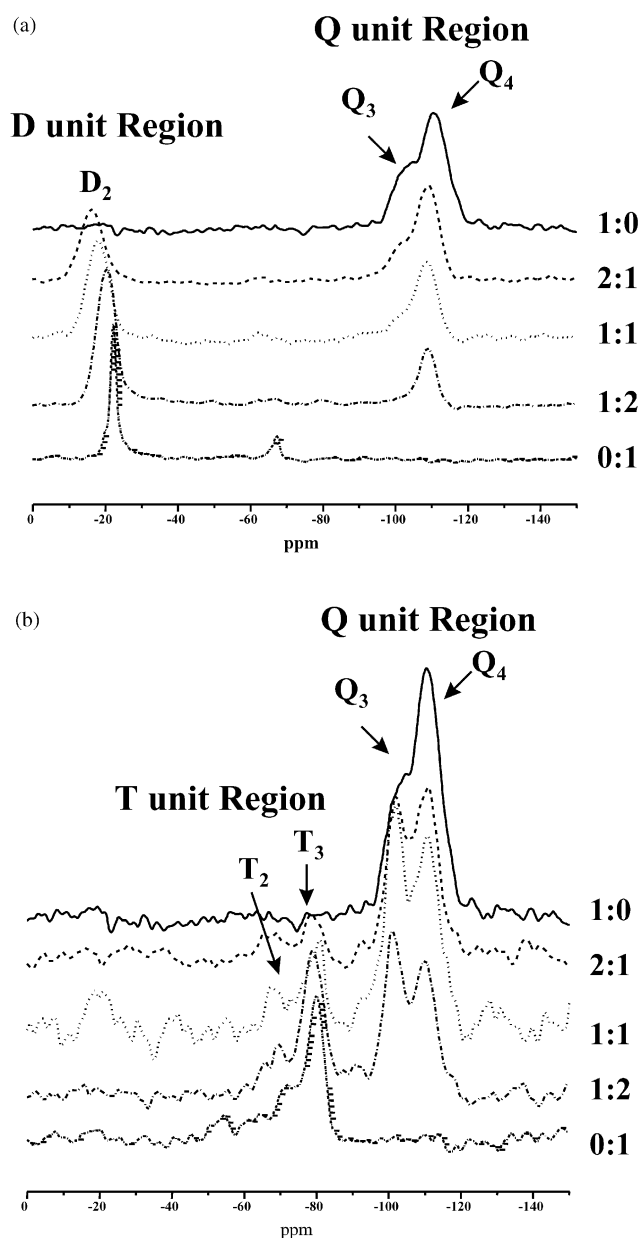 (a)
Q unit Region
Q3 Q4
D unit Region
D2
1:0
2:1
1:1
1:2
0:1
0 -20 -40 -60 -80 -100 -120 -140
ppm
(b)
Q unit Region
Q3 Q4
T unit Region
T2 T3
1:0
2:1
1:1
1:2
0:1
0 -20 -40 -60 -80 -100 -120 -140
ppm